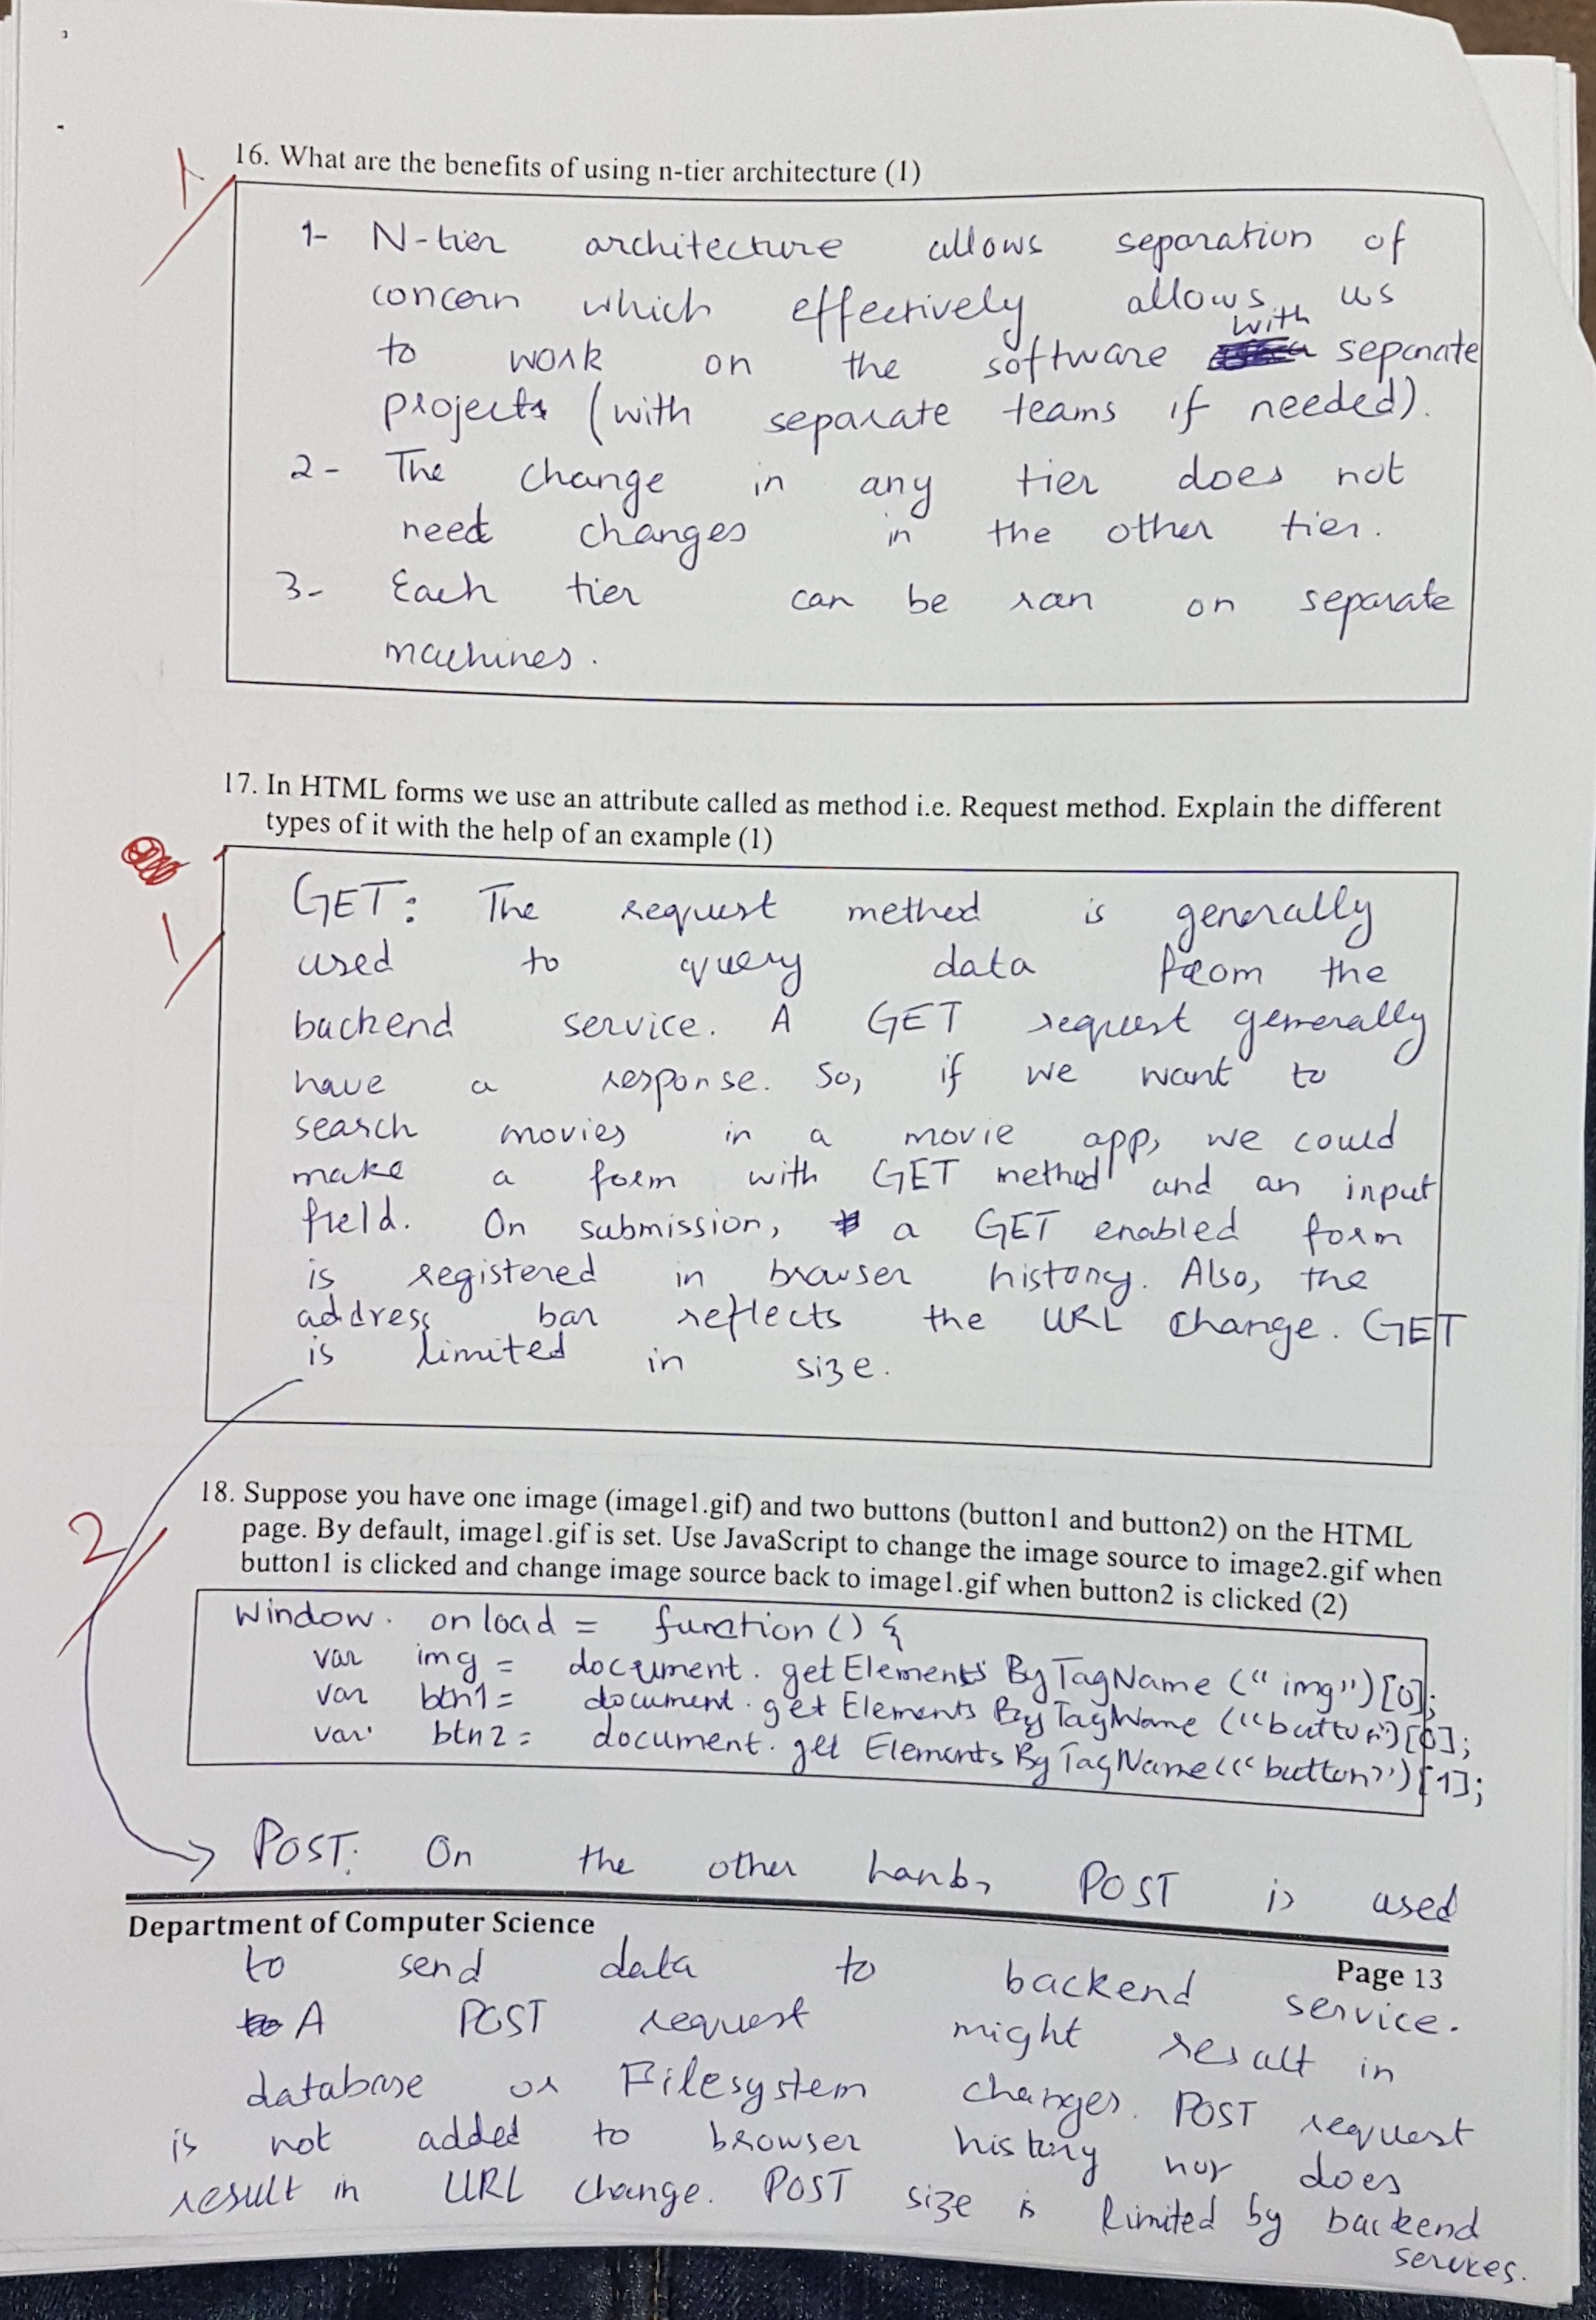 1
16. What are the benefits of using n-tier architecture (1)
1- N-tier architecture allows separation of
concern which effectively allows us
to work on the software with separate
projects (with separate teams if needed).
2- The change in any tier does not
need changes in the other tier.
3- Each tier can be ran on separate
machines.
17. In HTML forms we use an attribute called as method i.e. Request method. Explain the different
types of it with the help of an example (1)
1
GET: The request method is generally
used to query data from the
backend service. A GET request generally
have a response. So, if we want to
search movies in a movie app, we could
make a form with GET method and an input
field. On submission, a GET enabled form
is registered in browser history. Also, the
address bar reflects the URL change. GET
is limited in size.
2
18. Suppose you have one image (image1.gif) and two buttons (button1 and button2) on the HTML
page. By default, image1.gif is set. Use JavaScript to change the image source to image2.gif when
button1 is clicked and change image source back to image1.gif when button2 is clicked (2)
Window. onload = function () {
var img = document. getElements ByTagName ("img")[0];
var btn1 = document. get Elements By TagName ("button")[0];
var btn2 = document. get Elements By TagName(("button")[1];
POST: On the other hand, POST is used
Department of Computer Science
Page 13
to send data to backend service.
A POST request might result in
database or Filesystem changes. POST request
is not added to browser history nor does
result in URL change. POST size is limited by backend
services.